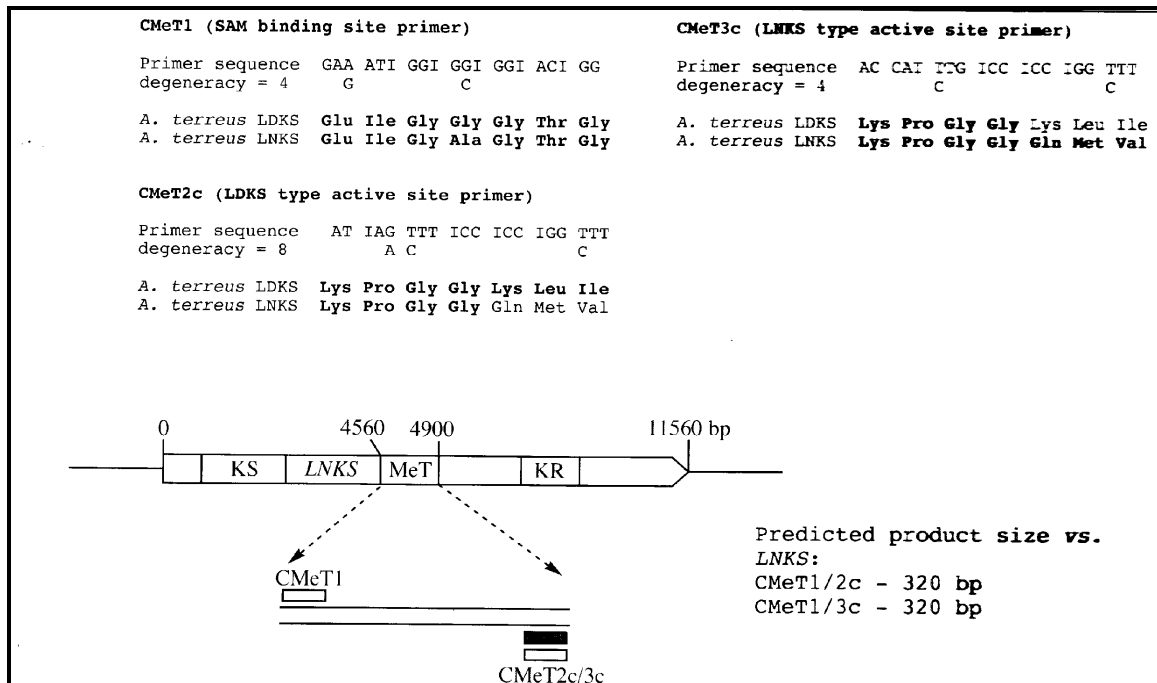 CMeT1 (SAM binding site primer)
Primer sequence GAA ATI GGI GGI GGI ACI GG
degeneracy = 4 G C
A. terreus LDKS Glu Ile Gly Gly Gly Thr Gly
A. terreus LNKS Glu Ile Gly Ala Gly Thr Gly
CMeT3c (LNKS type active site primer)
Primer sequence AC CAT TTG ICC ICC IGG TTT
degeneracy = 4 C C
A. terreus LDKS Lys Pro Gly Gly Lys Leu Ile
A. terreus LNKS Lys Pro Gly Gly Gln Met Val
CMeT2c (LDKS type active site primer)
Primer sequence AT IAG TTT ICC ICC IGG TTT
degeneracy = 8 A C C
A. terreus LDKS Lys Pro Gly Gly Lys Leu Ile
A. terreus LNKS Lys Pro Gly Gly Gln Met Val
0 4560 4900 11560 bp
KS LNKS MeT KR
CMeT1
CMeT2c/3c
Predicted product size vs.
LNKS:
CMeT1/2c - 320 bp
CMeT1/3c - 320 bp